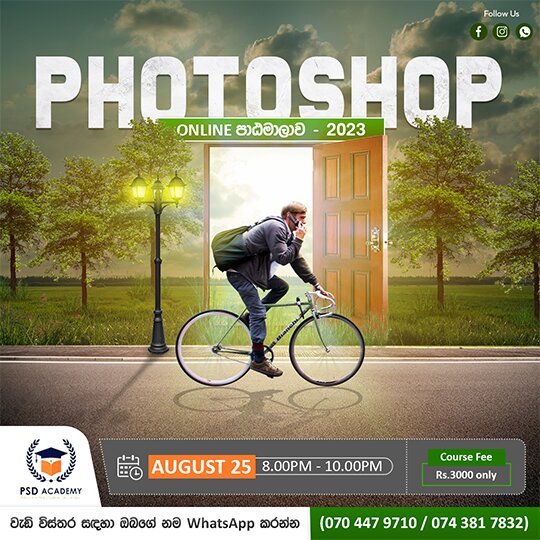 Follow Us
PHOTOSHOP
ONLINE පාඨමාලාව - 2023
BIANCHI
AUGUST 25 8.00PM - 10.00PM
Course Fee
Rs.3000 only
PSD ACADEMY
වැඩි විස්තර සඳහා ඔබගේ නම WhatsApp කරන්න (070 447 9710 / 074 381 7832)